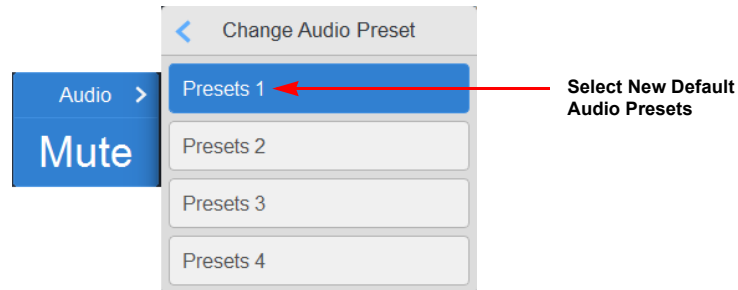 Change Audio Preset
Audio
Mute
Presets 1
Presets 2
Presets 3
Presets 4
Select New Default
Audio Presets